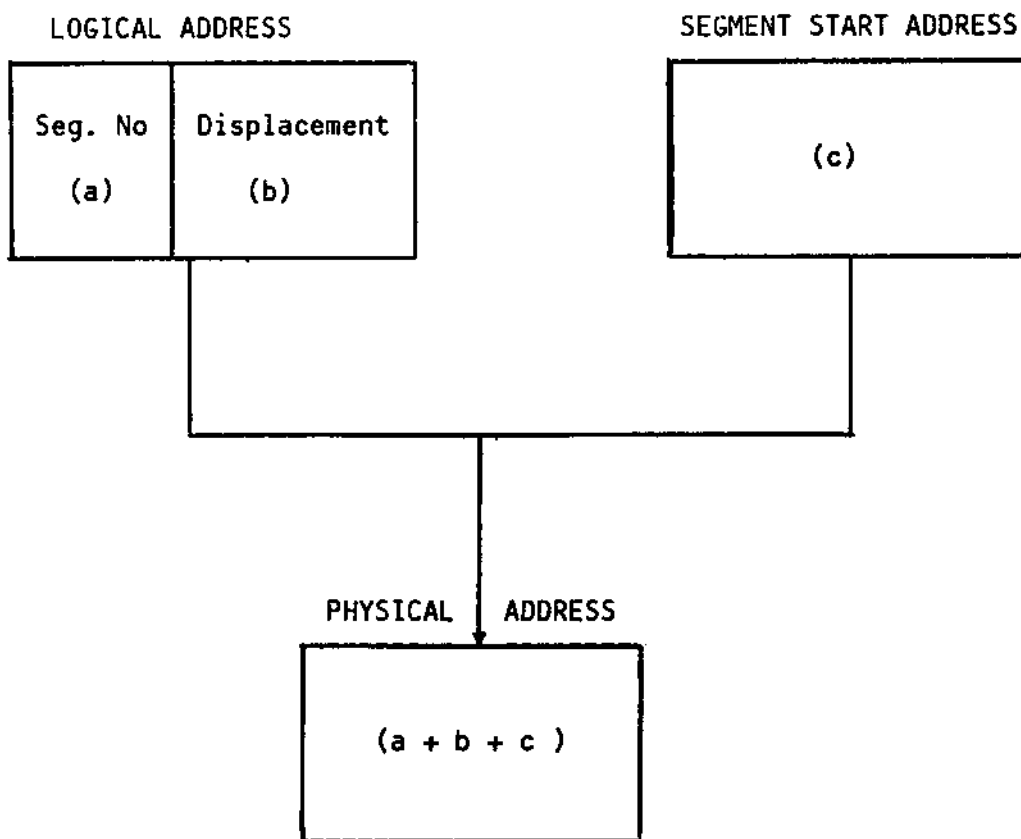 LOGICAL ADDRESS
SEGMENT START ADDRESS
Seg. No
Displacement
(a)
(b)
(c)
PHYSICAL ADDRESS
(a + b + c )